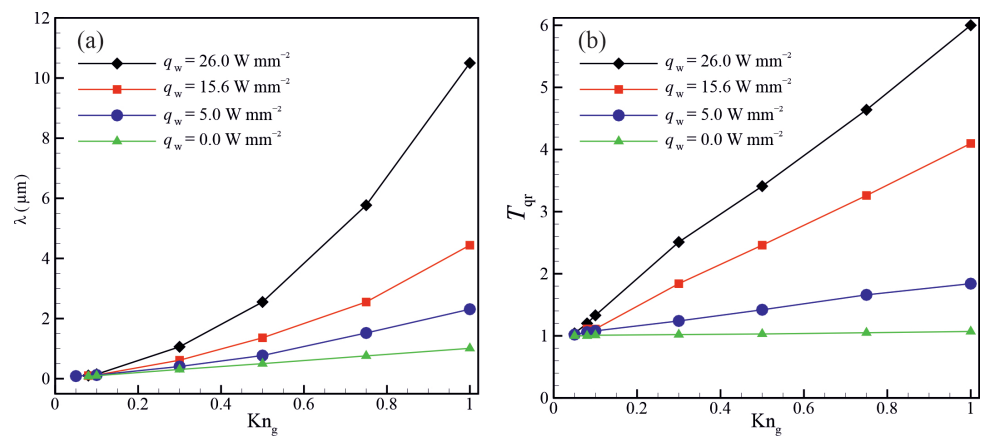 (a)
q_w = 26.0 W mm⁻²
q_w = 15.6 W mm⁻²
q_w = 5.0 W mm⁻²
q_w = 0.0 W mm⁻²
12
10
8
6
4
2
0
λ (μm)
0 0.2 0.4 0.6 0.8 1
Kn_g
(b)
q_w = 26.0 W mm⁻²
q_w = 15.6 W mm⁻²
q_w = 5.0 W mm⁻²
q_w = 0.0 W mm⁻²
6
5
4
3
2
1
0
T_qr
0 0.2 0.4 0.6 0.8 1
Kn_g